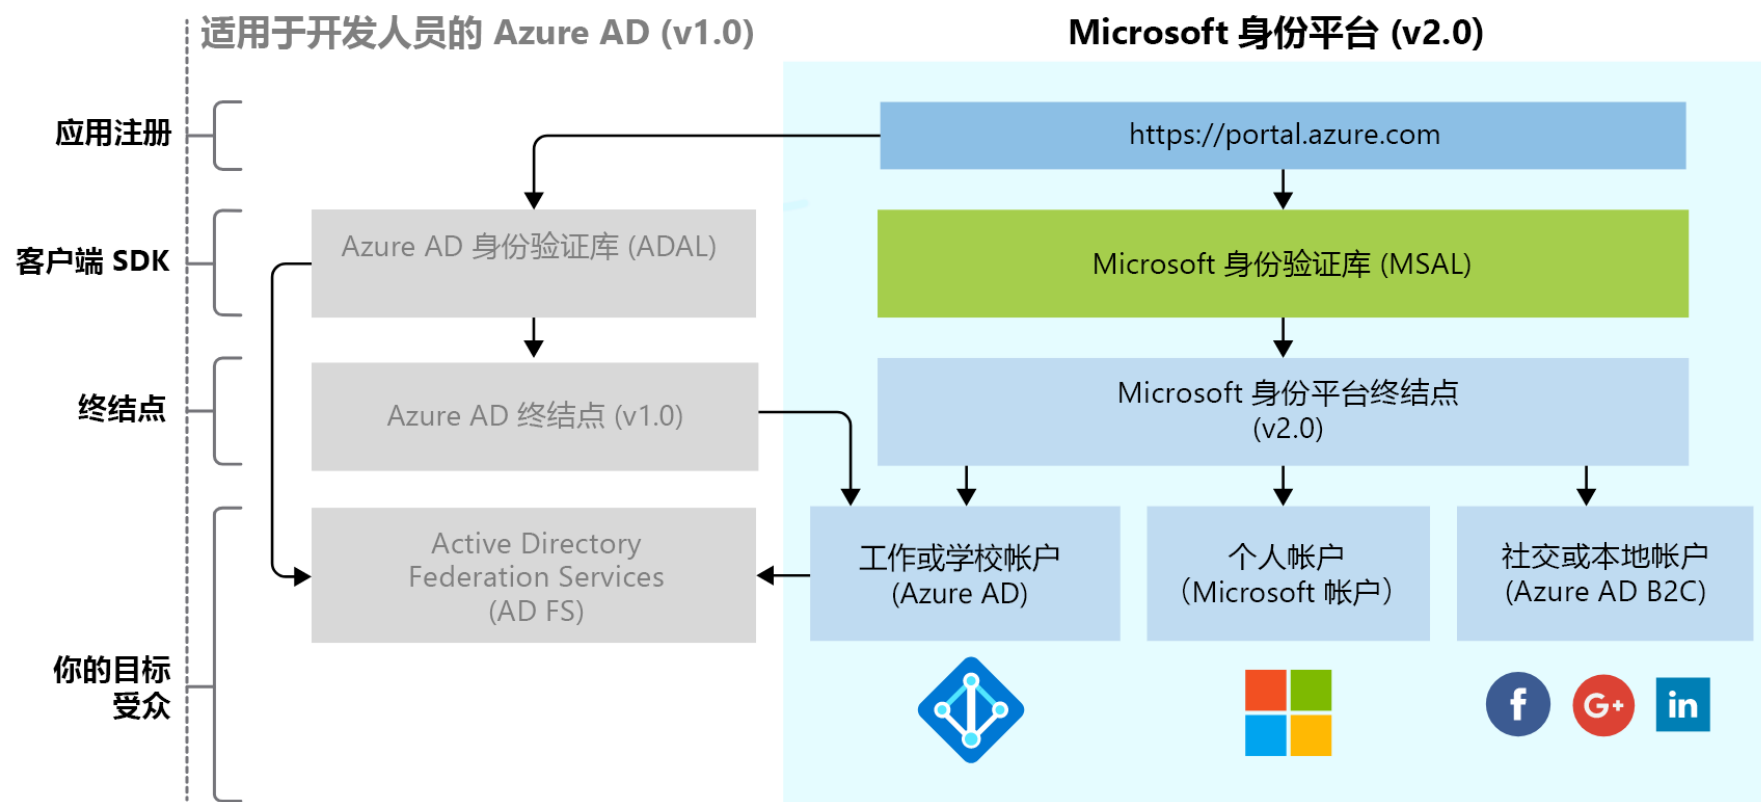 适用于开发人员的 Azure AD (v1.0)
Microsoft 身份平台 (v2.0)
应用注册
https://portal.azure.com
客户端 SDK
Azure AD 身份验证库 (ADAL)
Microsoft 身份验证库 (MSAL)
终结点
Azure AD 终结点 (v1.0)
Microsoft 身份平台终结点
(v2.0)
你的目标
受众
Active Directory
Federation Services
(AD FS)
工作或学校帐户
(Azure AD)
个人帐户
（Microsoft 帐户）
社交或本地帐户
(Azure AD B2C)
f
G+
in